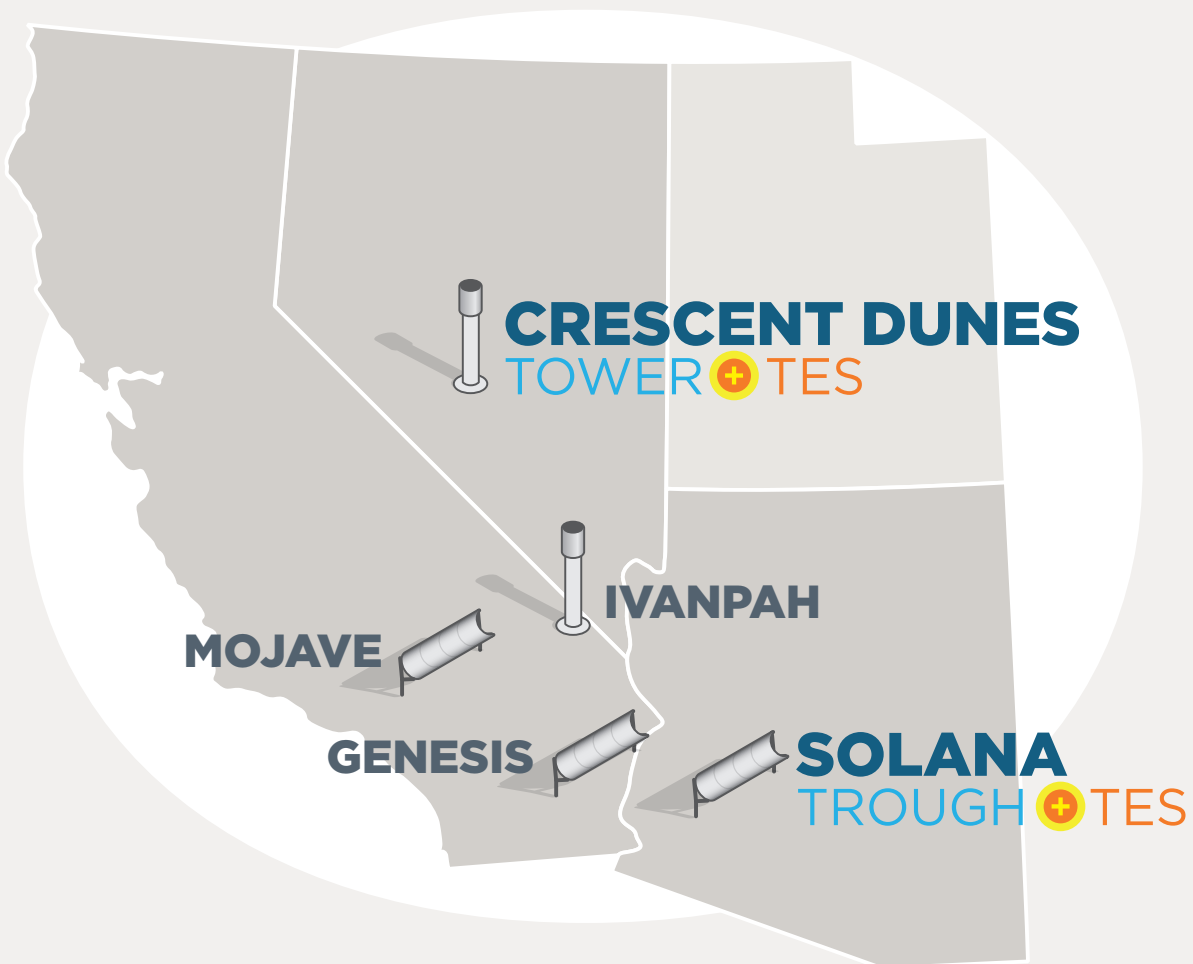 CRESCENT DUNES
TOWER + TES
IVANPAH
MOJAVE
GENESIS
SOLANA
TROUGH + TES